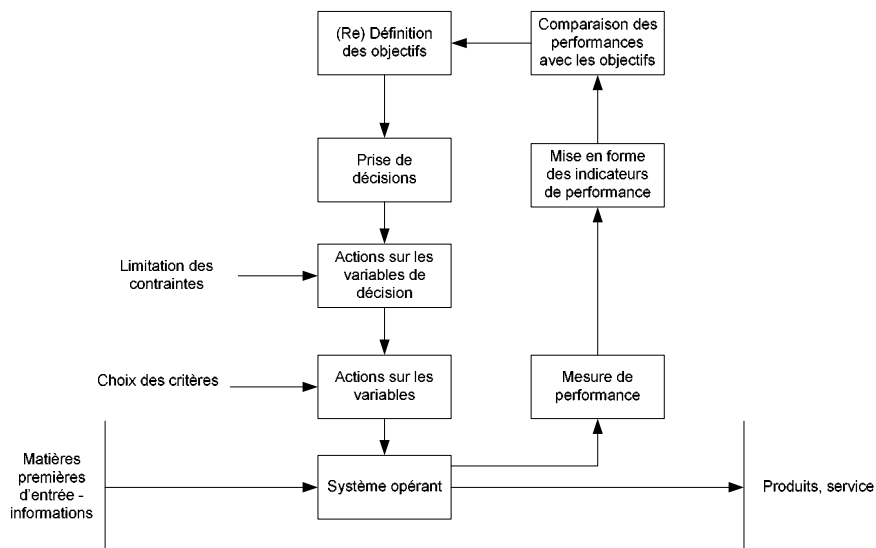 (Re) Définition
des objectifs
Comparaison des
performances
avec les objectifs
Prise de
décisions
Mise en forme
des indicateurs
de performance
Limitation des
contraintes
Actions sur les
variables de
décision
Choix des critères
Actions sur les
variables
Mesure de
performance
Matières
premières
d'entrée -
informations
Système opérant
Produits, service